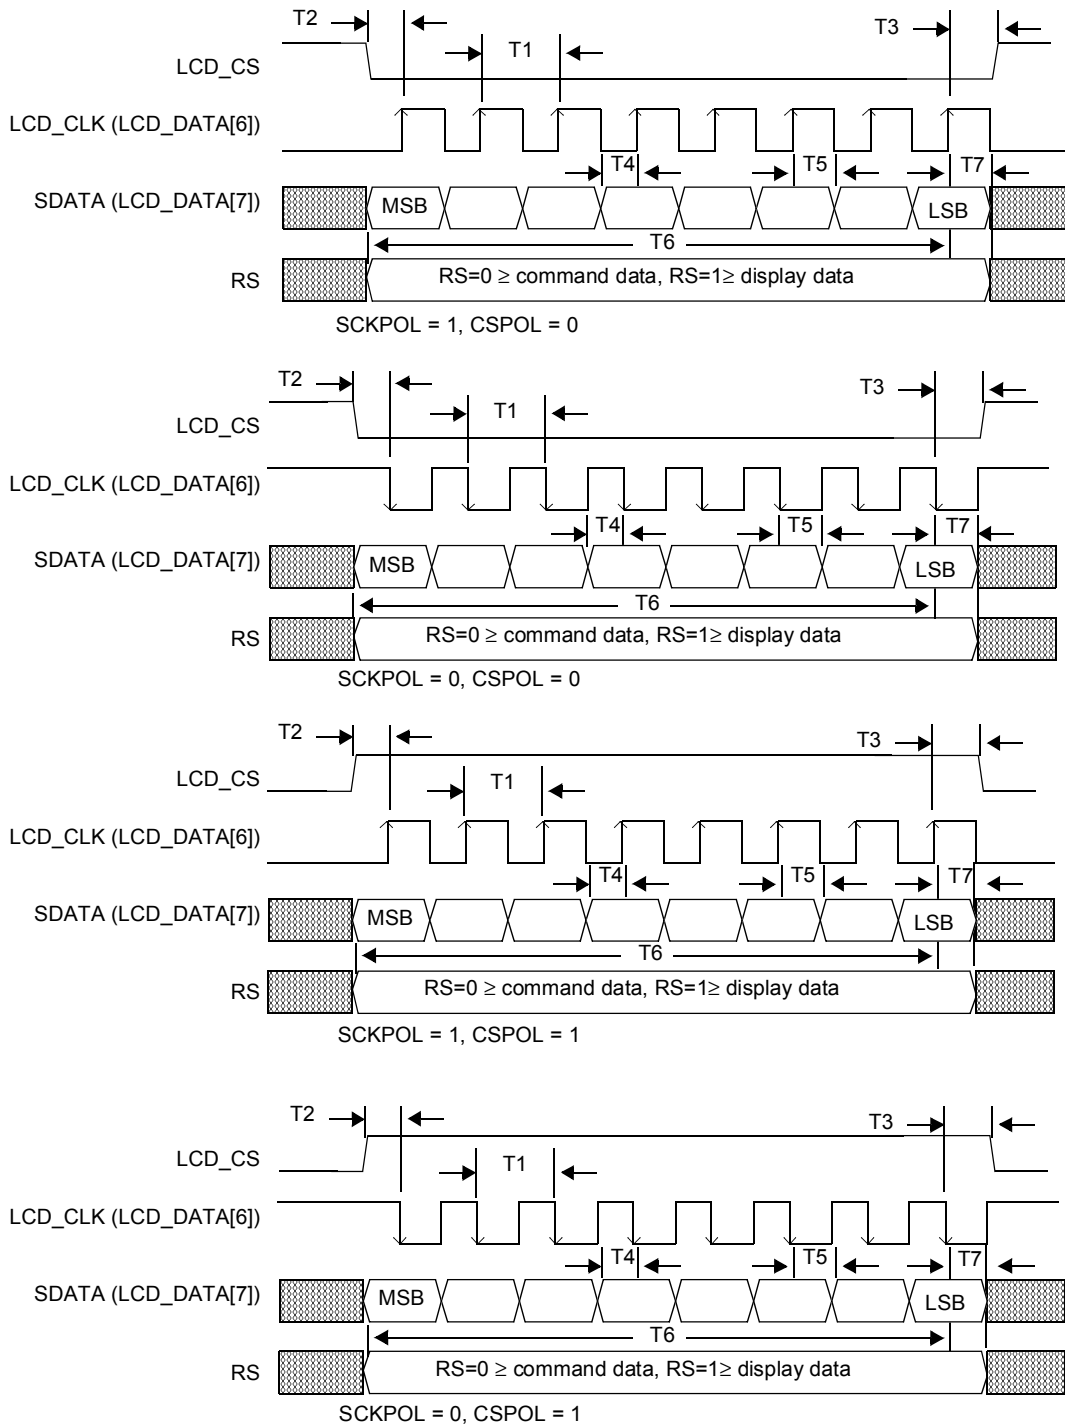 T2
T3
T1
LCD_CS
LCD_CLK (LCD_DATA[6])
T4 T5 T7
SDATA (LCD_DATA[7])
MSB LSB
T6
RS
RS=0 ≥ command data, RS=1≥ display data
SCKPOL = 1, CSPOL = 0
T2
T3
T1
LCD_CS
LCD_CLK (LCD_DATA[6])
T4 T5 T7
SDATA (LCD_DATA[7])
MSB LSB
T6
RS
RS=0 ≥ command data, RS=1≥ display data
SCKPOL = 0, CSPOL = 0
T2
T3
LCD_CS
T1
LCD_CLK (LCD_DATA[6])
T4 T5 T7
SDATA (LCD_DATA[7])
MSB LSB
T6
RS
RS=0 ≥ command data, RS=1≥ display data
SCKPOL = 1, CSPOL = 1
T2
T3
LCD_CS
T1
LCD_CLK (LCD_DATA[6])
T4 T5 T7
SDATA (LCD_DATA[7])
MSB LSB
T6
RS
RS=0 ≥ command data, RS=1≥ display data
SCKPOL = 0, CSPOL = 1